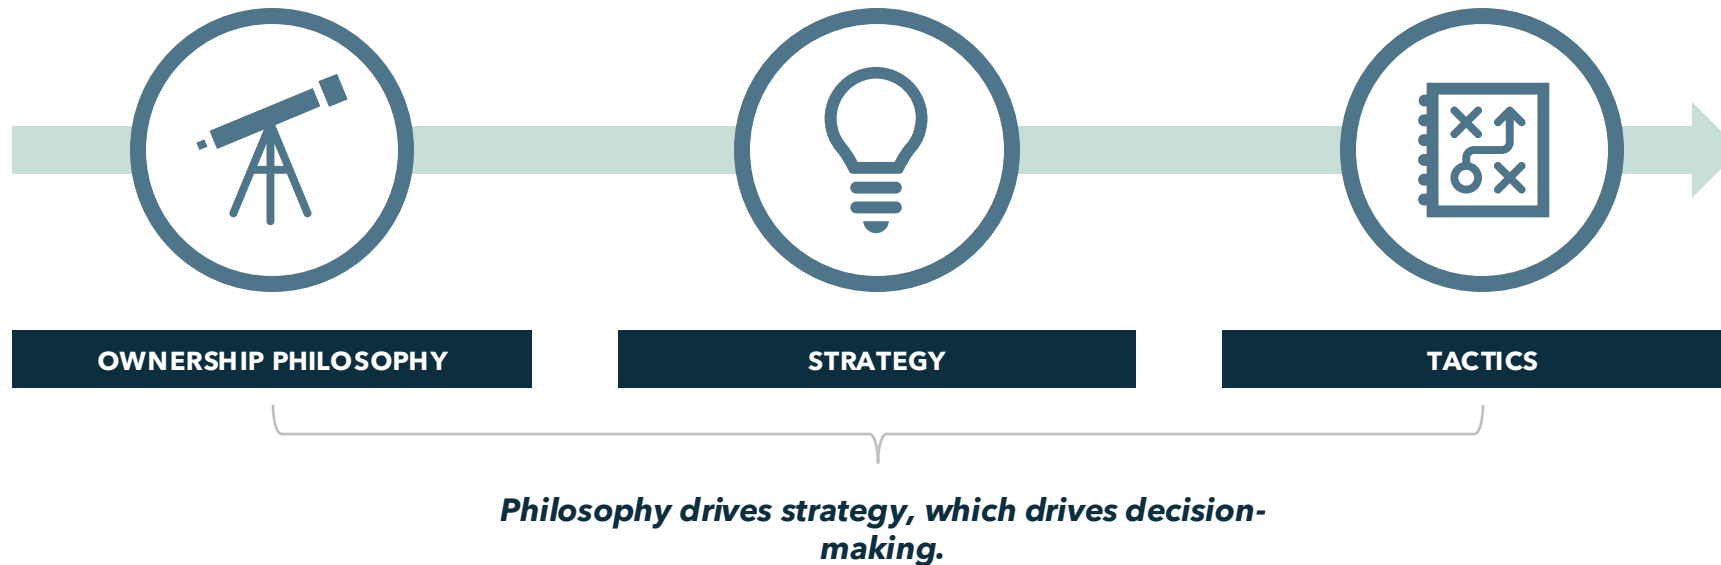 OWNERSHIP PHILOSOPHY
STRATEGY
TACTICS
Philosophy drives strategy, which drives decision-
making.